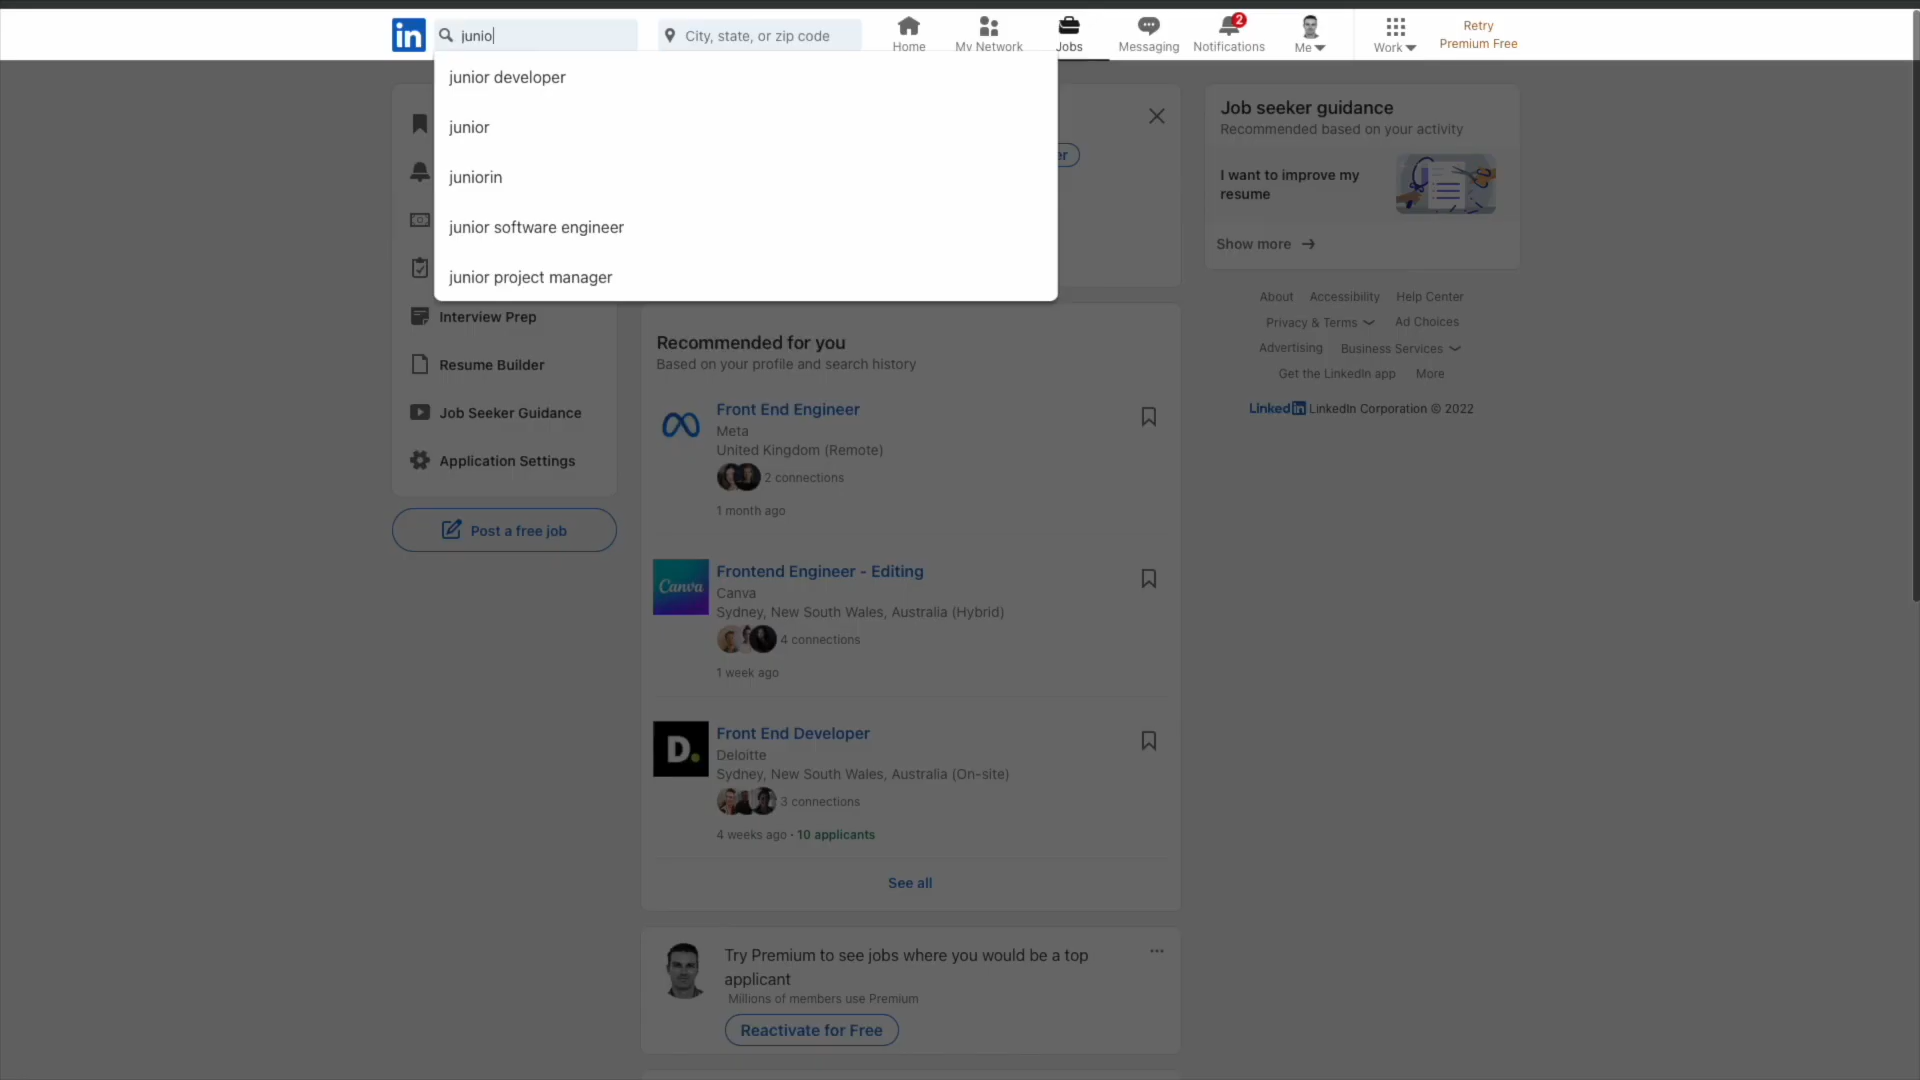 in
junio
City, state, or zip code
Home
My Network
Jobs
Messaging
2
Notifications
Me
Work
Retry
Premium Free
junior developer
junior
juniorin
junior software engineer
junior project manager
er
Interview Prep
Resume Builder
Job Seeker Guidance
Application Settings
Post a free job
Recommended for you
Based on your profile and search history
Front End Engineer
Meta
United Kingdom (Remote)
2 connections
1 month ago
Canva
Frontend Engineer - Editing
Canva
Sydney, New South Wales, Australia (Hybrid)
4 connections
1 week ago
D.
Front End Developer
Deloitte
Sydney, New South Wales, Australia (On-site)
3 connections
4 weeks ago · 10 applicants
See all
Try Premium to see jobs where you would be a top
applicant
Millions of members use Premium
Reactivate for Free
Job seeker guidance
Recommended based on your activity
I want to improve my
resume
Show more →
About Accessibility Help Center
Privacy & Terms Ad Choices
Advertising Business Services
Get the LinkedIn app More
LinkedIn LinkedIn Corporation © 2022